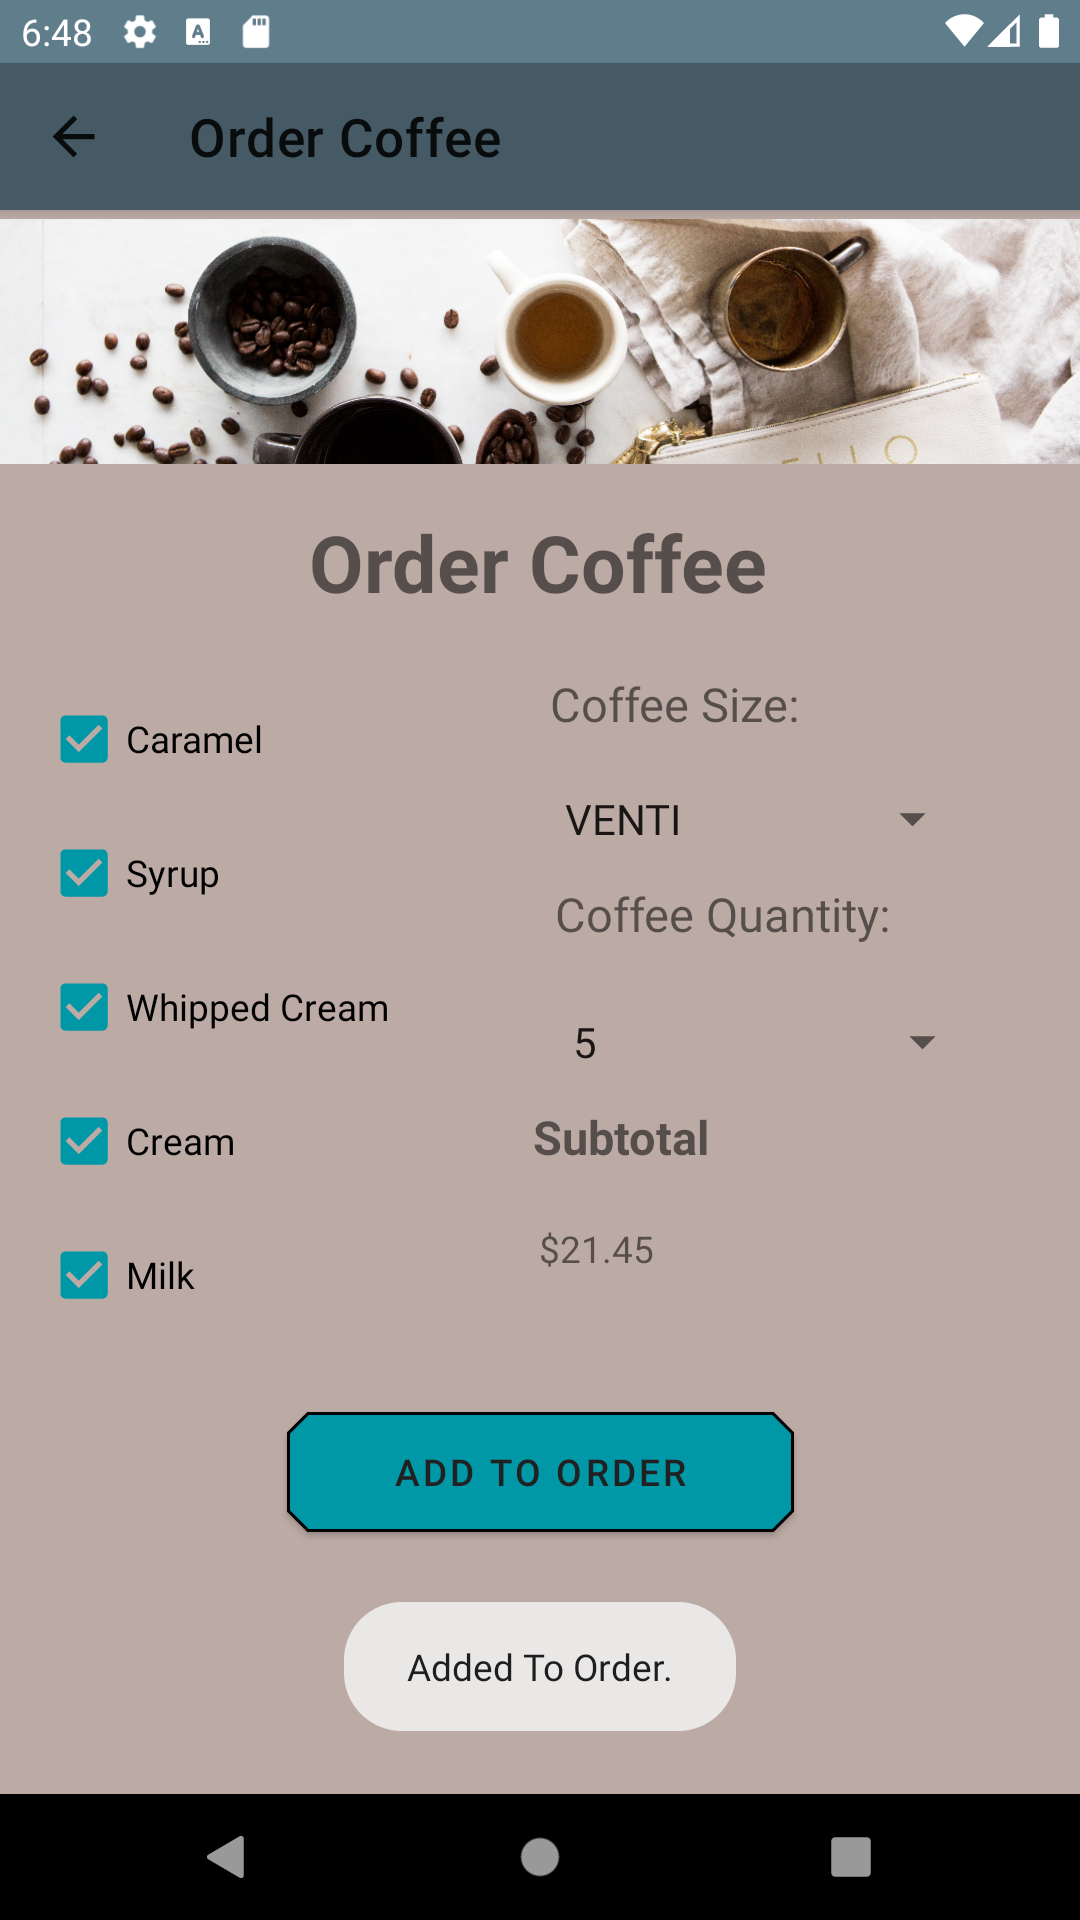 6:48
Order Coffee
ELLO
Order Coffee
Coffee Size:
Caramel
VENTI
Syrup
Coffee Quantity:
Whipped Cream
5
Cream
Subtotal
$21.45
Milk
ADD TO ORDER
Added To Order.